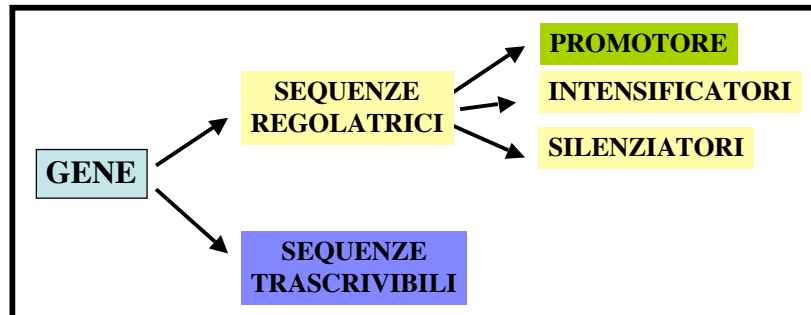 GENE
SEQUENZE
REGOLATRICI
PROMOTORE
INTENSIFICATORI
SILENZIATORI
SEQUENZE
TRASCRIVIBILI